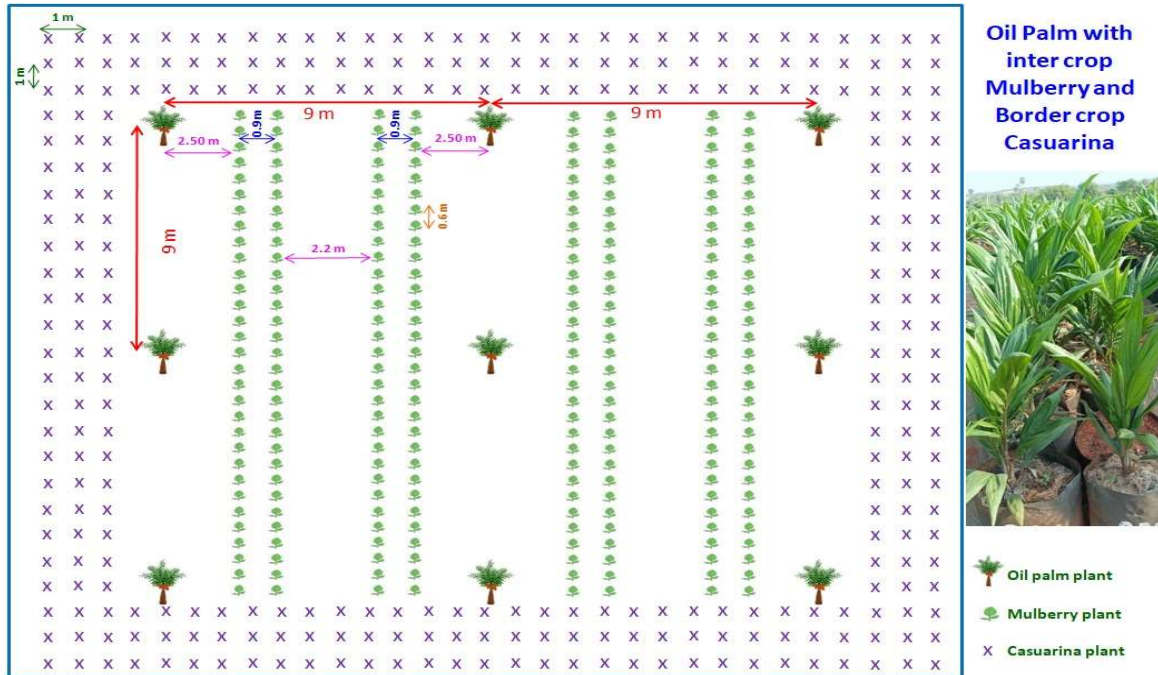 1 m
1m
9 m
9 m
0.9m
0.9m
2.50 m
2.50 m
0.6 m
9 m
2.2 m
Oil Palm with
inter crop
Mulberry and
Border crop
Casuarina
Oil palm plant
Mulberry plant
x Casuarina plant